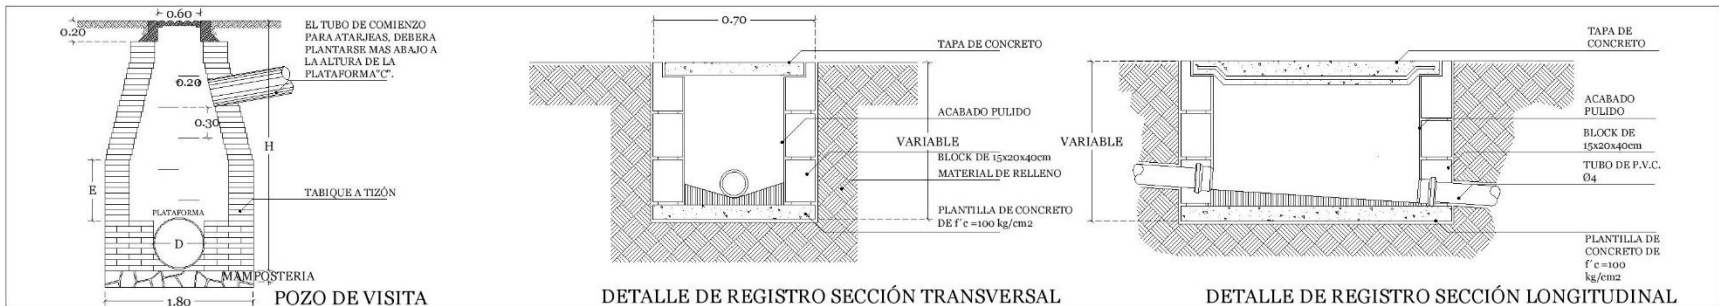 0.60
0.20
EL TUBO DE COMIENZO
PARA ATARJEAS, DEBERA
PLANTARSE MAS ABAJO A
LA ALTURA DE LA
PLATAFORMA"C".
0.20
0.30
H
E
TABIQUE A TIZÓN
PLATAFORMA
D
MAMPOSTERIA
1.80
POZO DE VISITA
0.70
TAPA DE CONCRETO
ACABADO PULIDO
VARIABLE
BLOCK DE 15x20x40cm
MATERIAL DE RELLENO
PLANTILLA DE CONCRETO
DE f´c =100 kg/cm2
DETALLE DE REGISTRO SECCIÓN TRANSVERSAL
TAPA DE
CONCRETO
ACABADO
PULIDO
VARIABLE
BLOCK DE
15x20x40cm
TUBO DE P.V.C.
Ø4
PLANTILLA DE
CONCRETO DE
f´c =100
kg/cm2
DETALLE DE REGISTRO SECCIÓN LONGITUDINAL